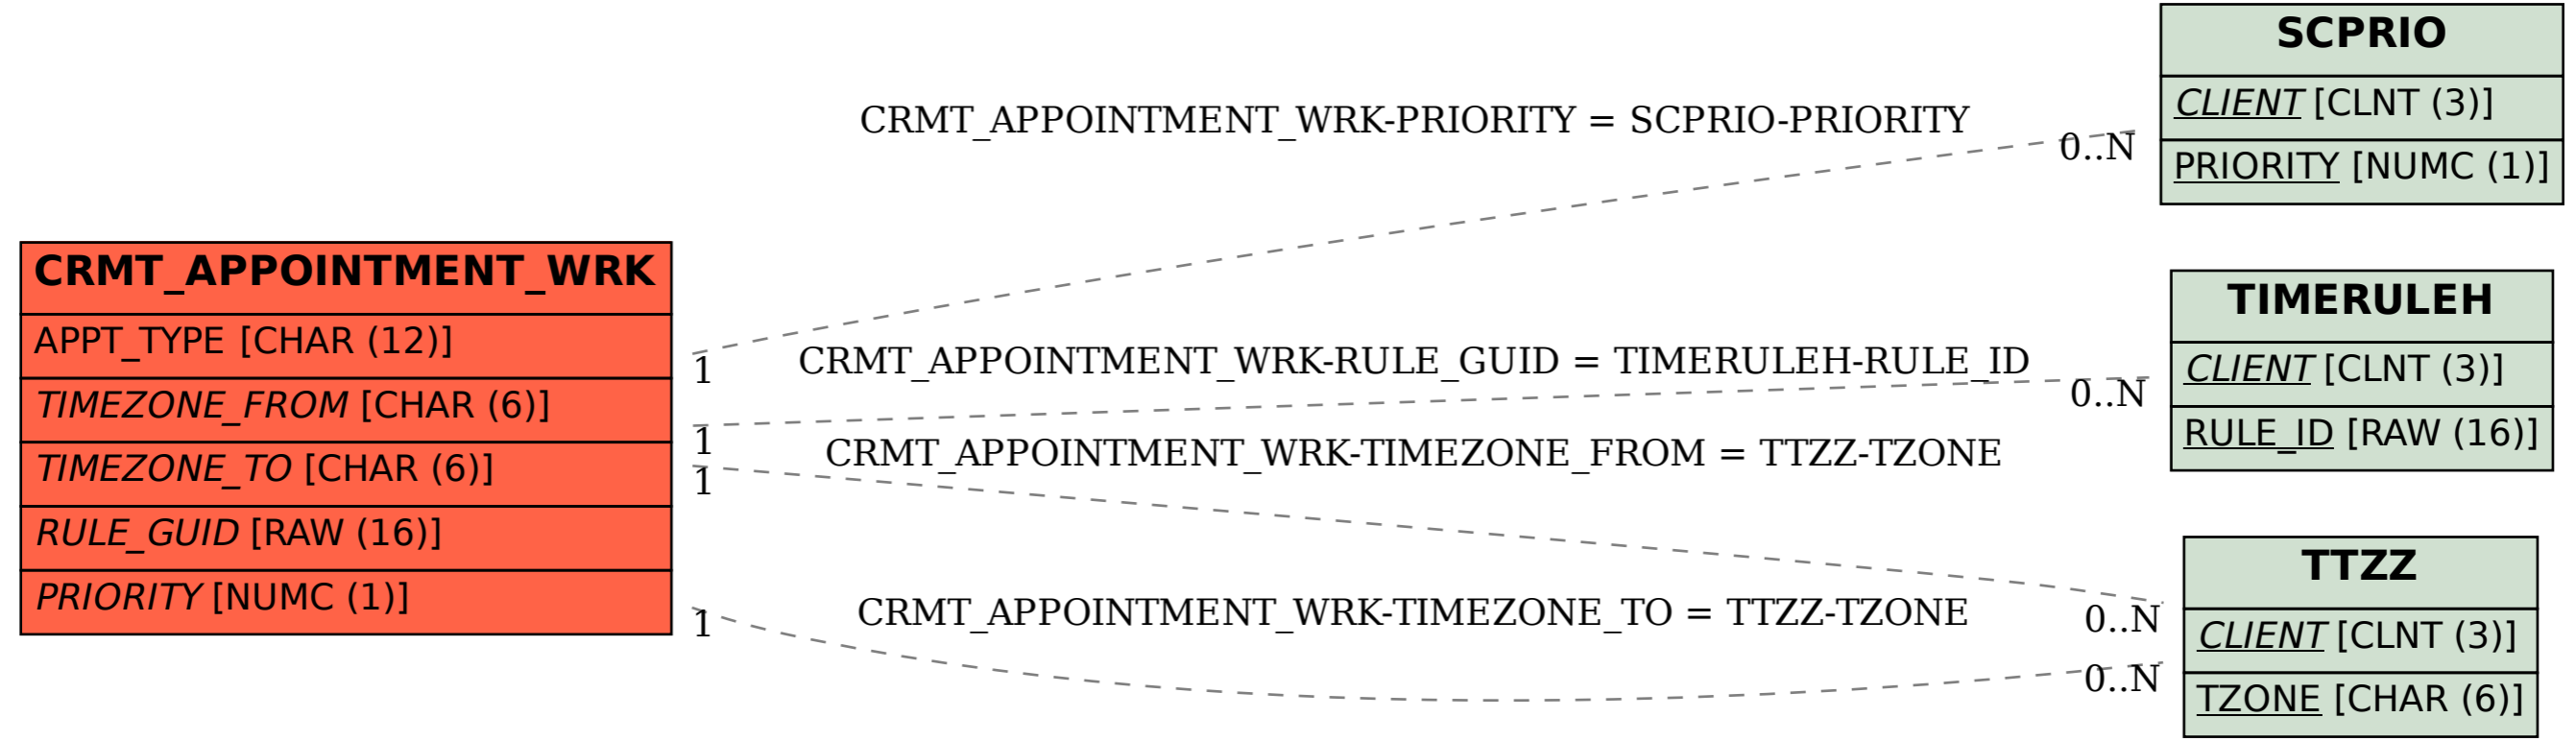 CRMT_APPOINTMENT_WRK
APPT_TYPE [CHAR (12)]
TIMEZONE_FROM [CHAR (6)]
TIMEZONE_TO [CHAR (6)]
RULE_GUID [RAW (16)]
PRIORITY [NUMC (1)]
CRMT_APPOINTMENT_WRK-PRIORITY = SCPRIO-PRIORITY
1
0..N
CRMT_APPOINTMENT_WRK-RULE_GUID = TIMERULEH-RULE_ID
1
0..N
CRMT_APPOINTMENT_WRK-TIMEZONE_FROM = TTZZ-TZONE
1
0..N
CRMT_APPOINTMENT_WRK-TIMEZONE_TO = TTZZ-TZONE
1
0..N
SCPRIO
CLIENT [CLNT (3)]
PRIORITY [NUMC (1)]
TIMERULEH
CLIENT [CLNT (3)]
RULE_ID [RAW (16)]
TTZZ
CLIENT [CLNT (3)]
TZONE [CHAR (6)]